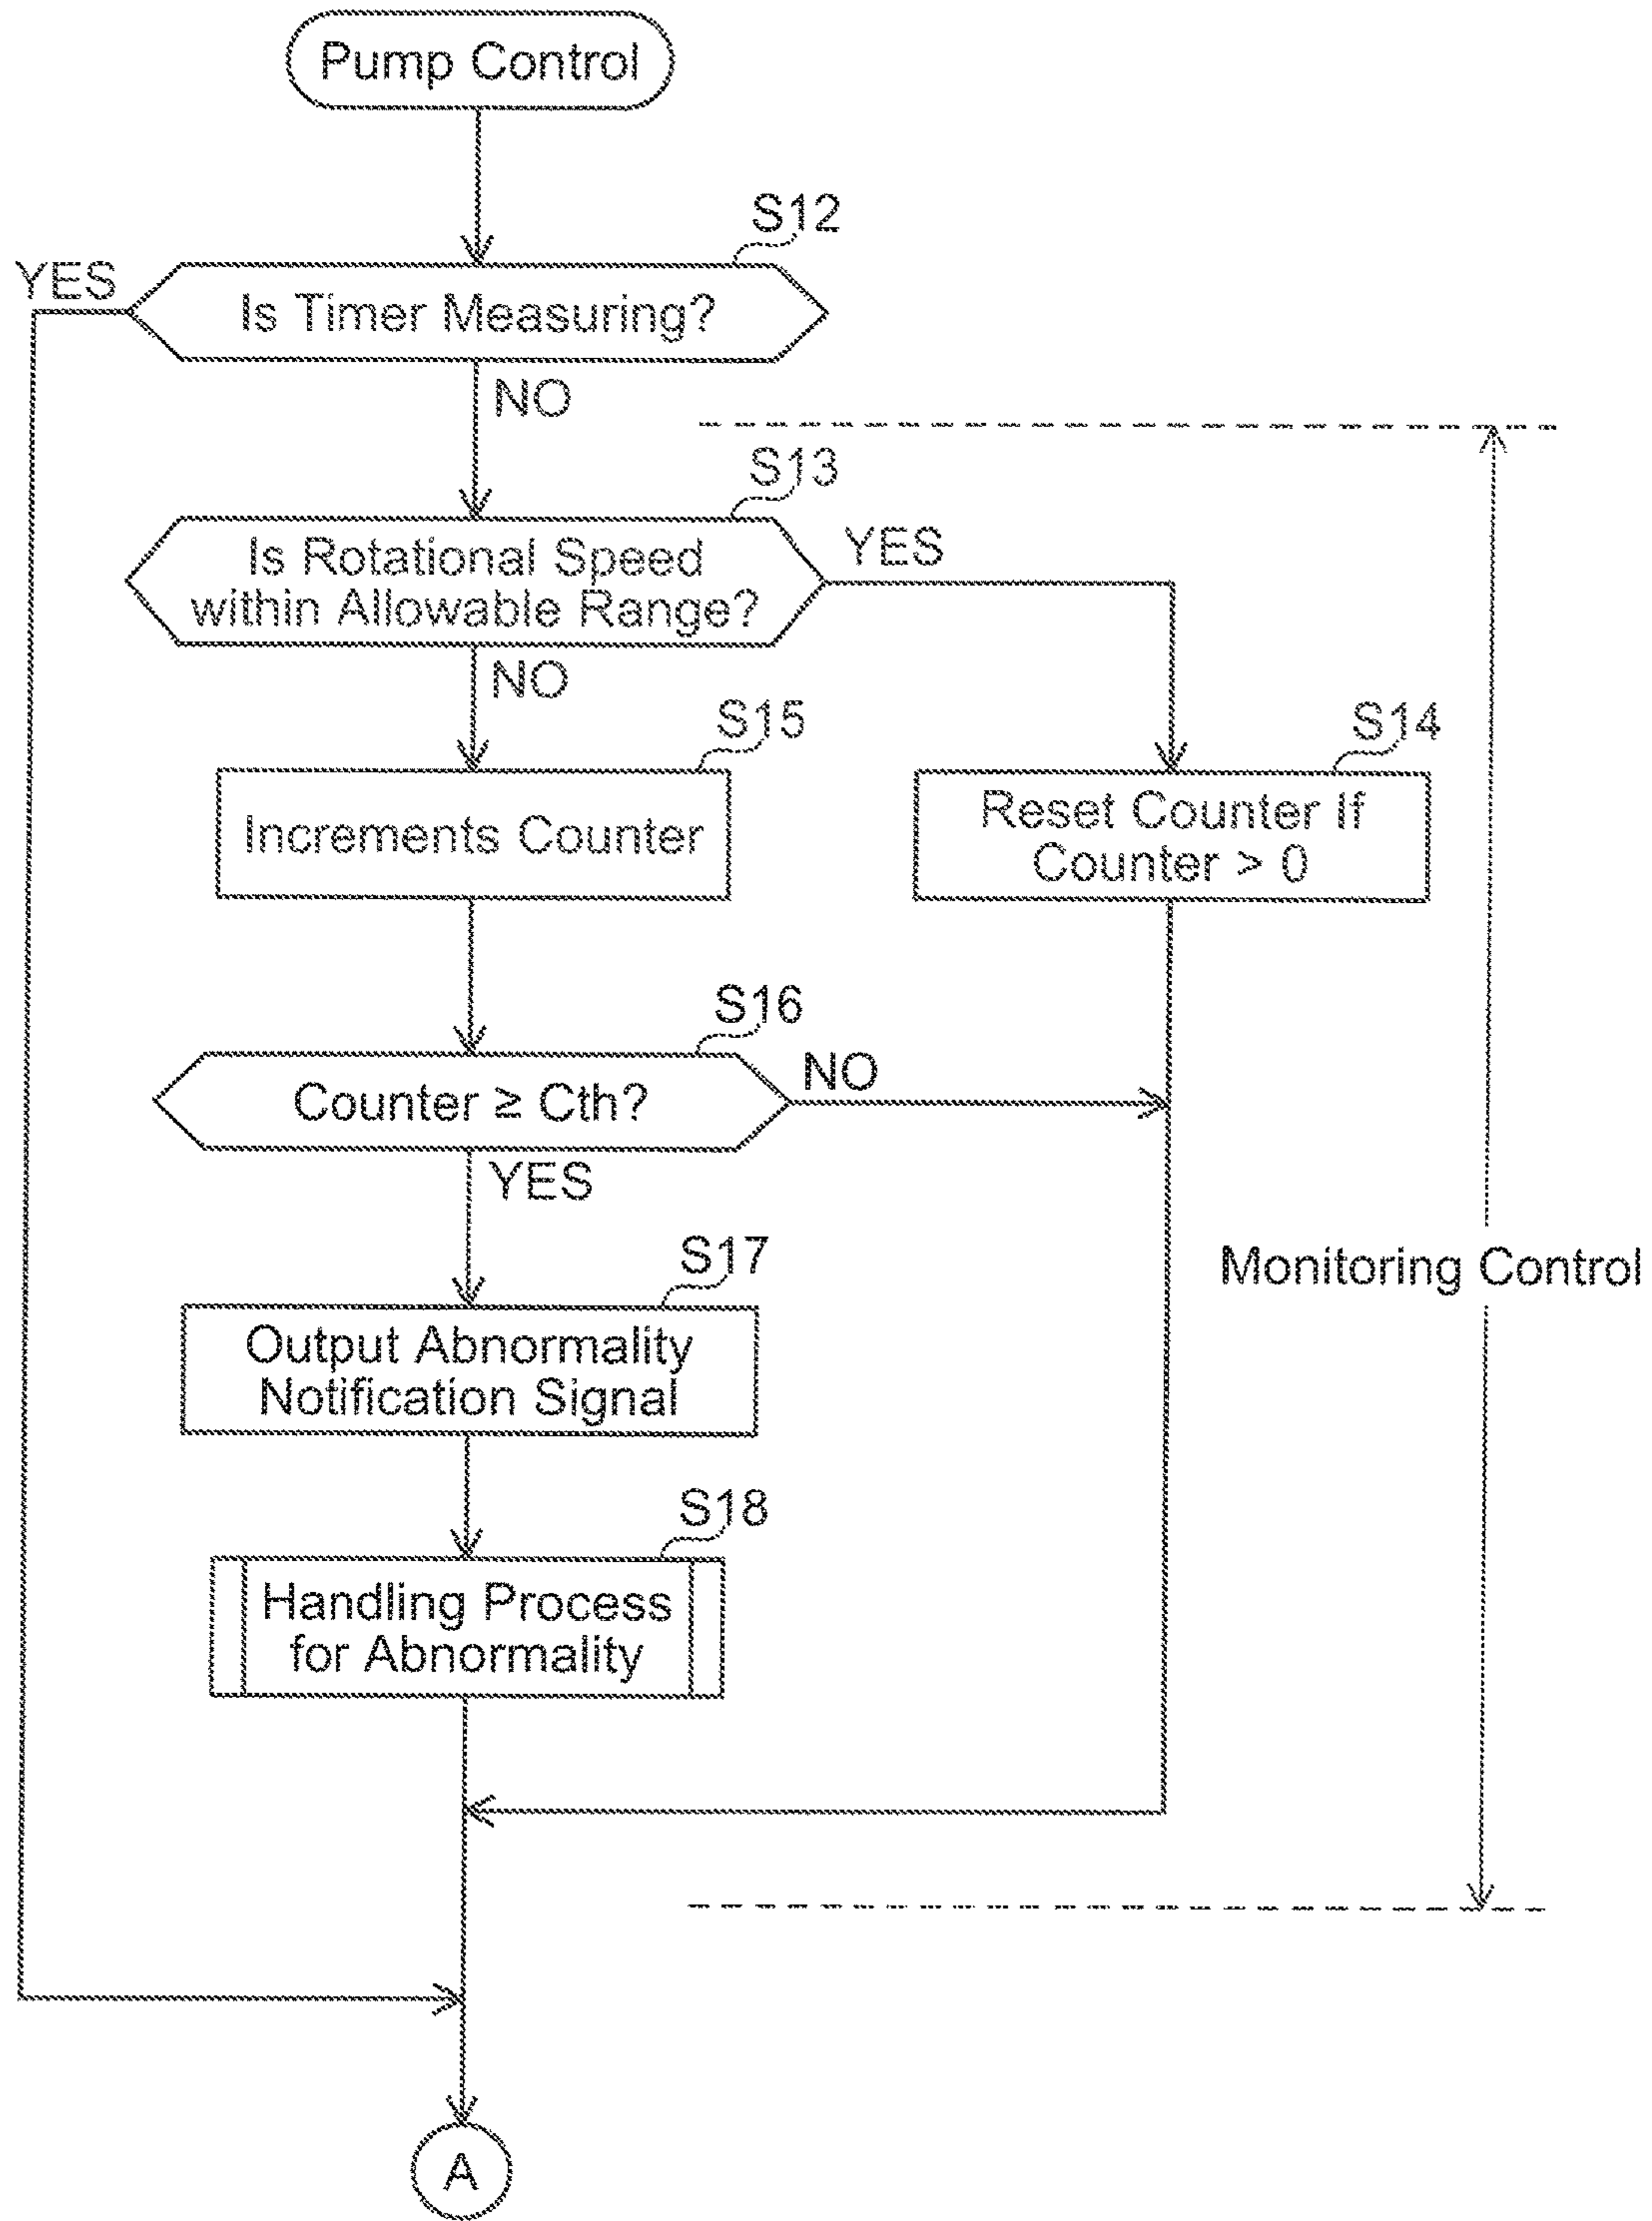 Pump Control
S12
YES
Is Timer Measuring?
NO
S13
Is Rotational Speed
within Allowable Range?
YES
NO
S15
S14
Increments Counter
Reset Counter If
Counter > 0
S16
Counter ≥ Cth?
NO
YES
S17
Monitoring Control
Output Abnormality
Notification Signal
S18
Handling Process
for Abnormality
A